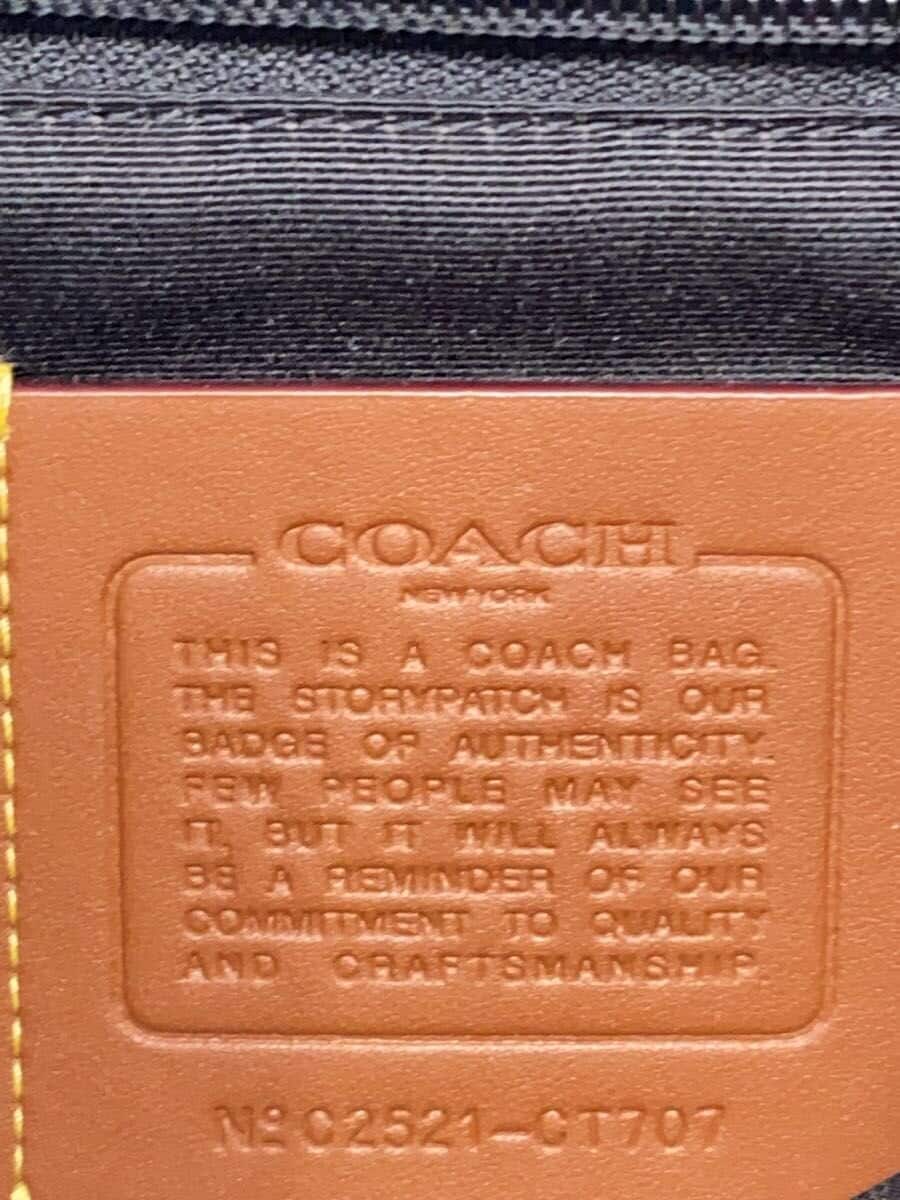 COACH
NEW YORK
THIS IS A COACH BAG.
THE STORYPATCH IS OUR
BADGE OF AUTHENTICITY.
FEW PEOPLE MAY SEE
IT, BUT IT WILL ALWAYS
BE A REMINDER OF OUR
COMMITMENT TO QUALITY
AND CRAFTSMANSHIP.
Nº C2521-CT707